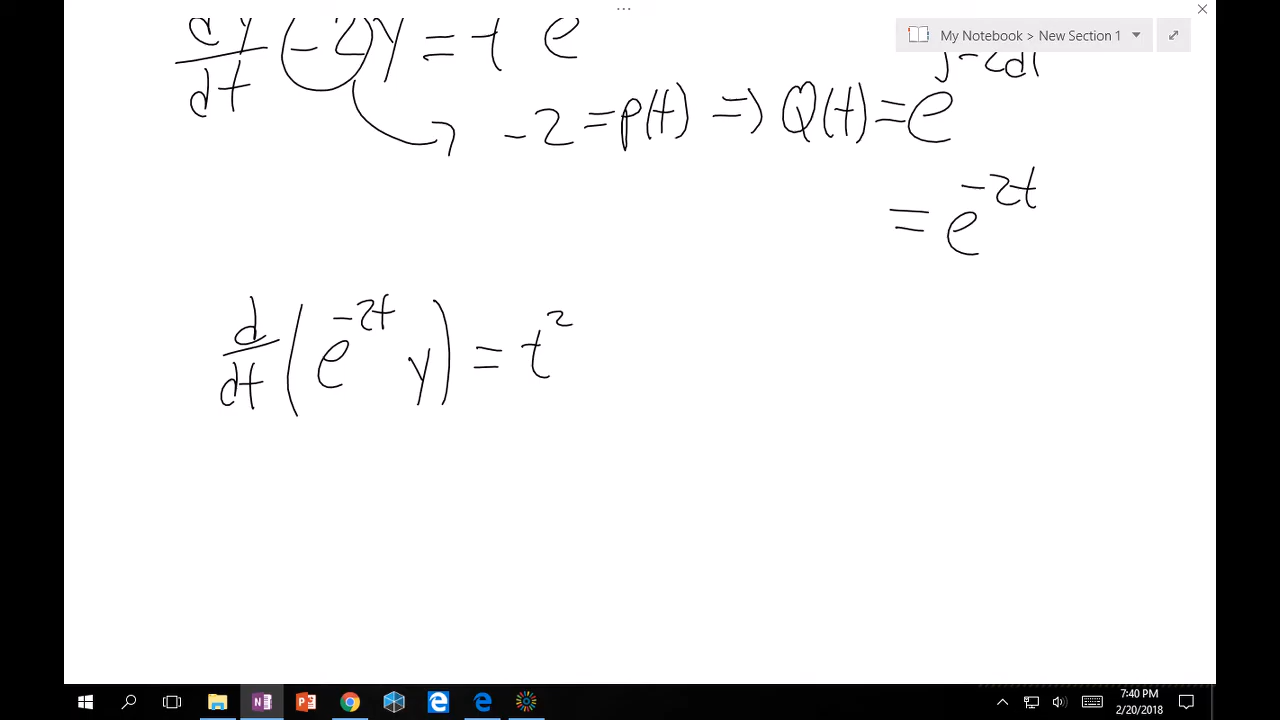 My Notebook > New Section 1
dy/dt (-2)y = t e
-2 = p(t) => Q(t) = e^∫-2dt
= e^-2t
d/dt (e^-2t y) = t^2
7:40 PM
2/20/2018